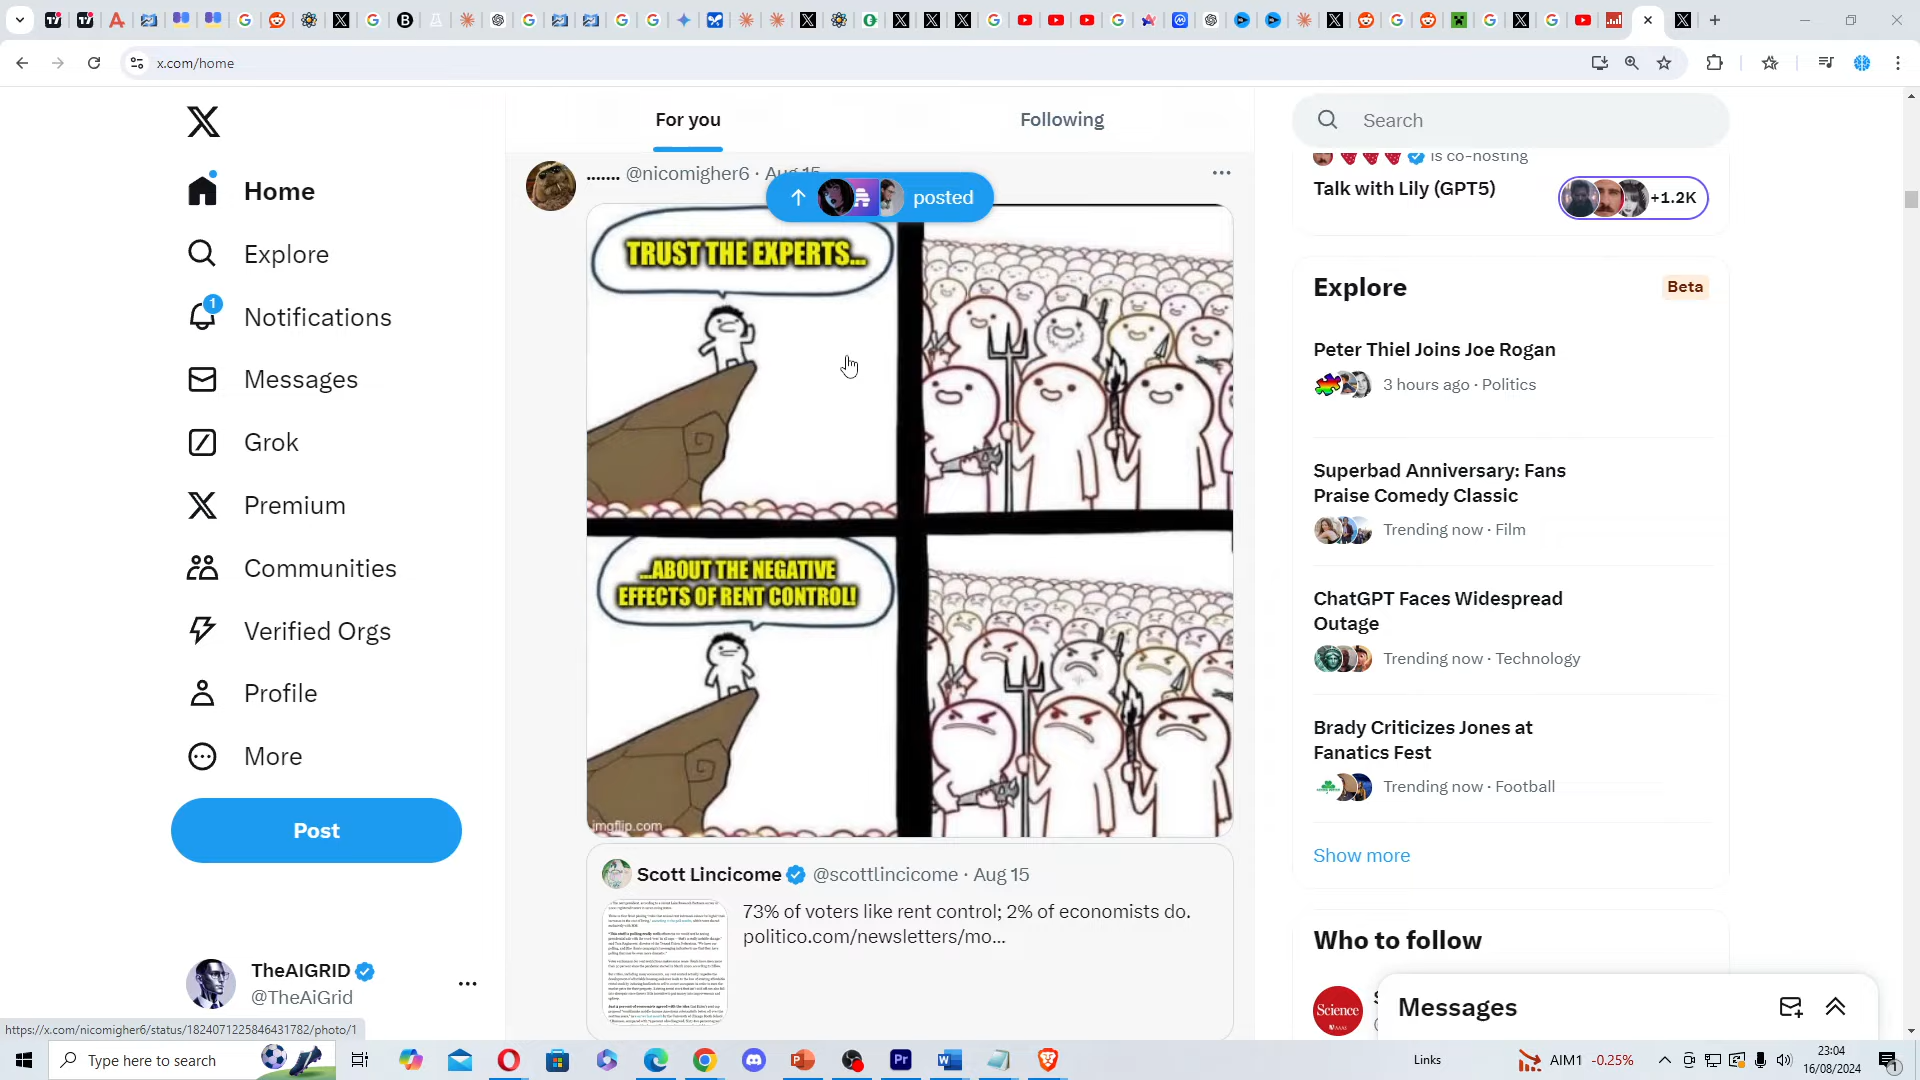 x.com/home
For you
Following
Search
Home
Explore
Notifications
1
Messages
Grok
Premium
Communities
Verified Orgs
Profile
More
Post
TheAIGRID
@TheAiGrid
....... @nicomigher6 · Aug 15
posted
TRUST THE EXPERTS...
...ABOUT THE NEGATIVE
EFFECTS OF RENT CONTROL!
imgflip.com
Scott Lincicome @scottlincicome · Aug 15
73% of voters like rent control; 2% of economists do.
politico.com/newsletters/mo...
is co-hosting
Talk with Lily (GPT5)
+1.2K
Explore
Beta
Peter Thiel Joins Joe Rogan
3 hours ago · Politics
Superbad Anniversary: Fans
Praise Comedy Classic
Trending now · Film
ChatGPT Faces Widespread
Outage
Trending now · Technology
Brady Criticizes Jones at
Fanatics Fest
Trending now · Football
Show more
Who to follow
Science
Messages
https://x.com/nicomigher6/status/1824071225846431782/photo/1
Type here to search
Links
AIM1 -0.25%
23:04
16/08/2024
1